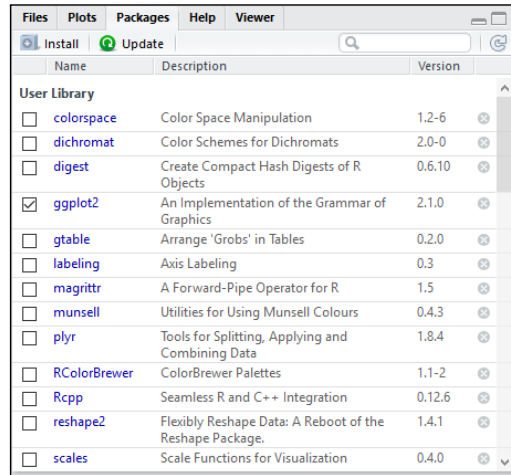 Files Plots Packages Help Viewer
Install Update
Name Description Version
User Library
colorspace Color Space Manipulation 1.2-6
dichromat Color Schemes for Dichromats 2.0-0
digest Create Compact Hash Digests of R 0.6.10
Objects
ggplot2 An Implementation of the Grammar of 2.1.0
Graphics
gtable Arrange 'Grobs' in Tables 0.2.0
labeling Axis Labeling 0.3
magrittr A Forward-Pipe Operator for R 1.5
munsell Utilities for Using Munsell Colours 0.4.3
plyr Tools for Splitting, Applying and 1.8.4
Combining Data
RColorBrewer ColorBrewer Palettes 1.1-2
Rcpp Seamless R and C++ Integration 0.12.6
reshape2 Flexibly Reshape Data: A Reboot of the 1.4.1
Reshape Package.
scales Scale Functions for Visualization 0.4.0